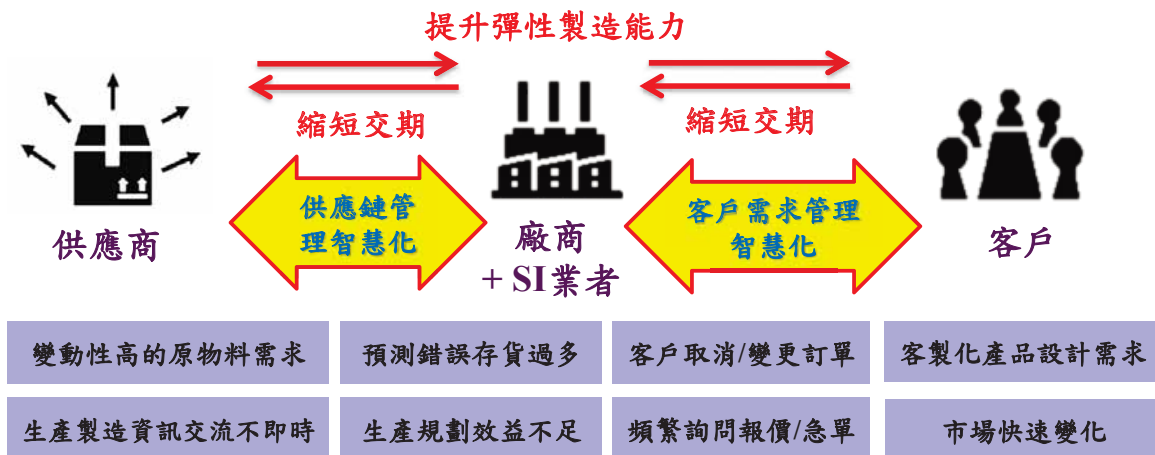 提升彈性製造能力
縮短交期
縮短交期
供應鏈管
理智慧化
客戶需求管理
智慧化
供應商
廠商
+ SI業者
客戶
變動性高的原物料需求
預測錯誤存貨過多
客戶取消/變更訂單
客製化產品設計需求
生產製造資訊交流不即時
生產規劃效益不足
頻繁詢問報價/急單
市場快速變化